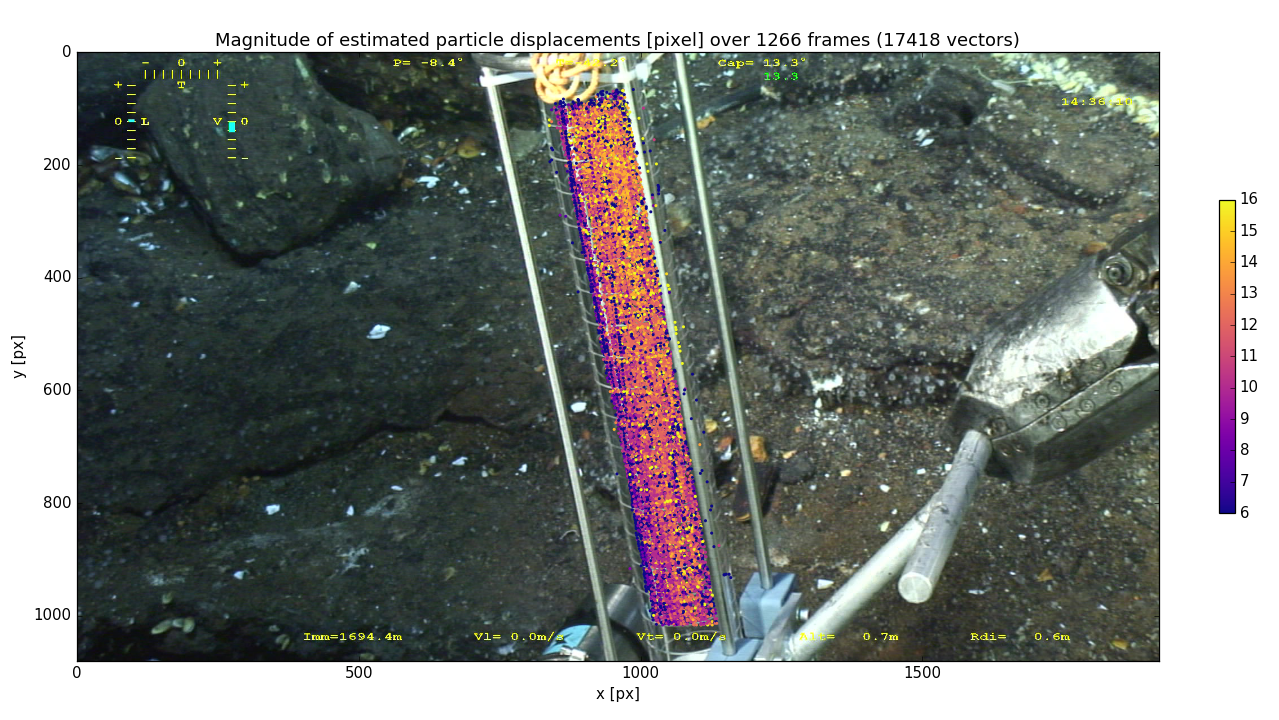 Magnitude of estimated particle displacements [pixel] over 1266 frames (17418 vectors)
P= -8.4°
Cap= 13.3°
13.3
- 0 +
T
+ +
0 L V 0
- -
14:36:10
Imm=1694.4m Vl= 0.0m/s Vt= 0.0m/s Alt= 0.7m Rdi= 0.6m
0
200
400
600
800
1000
y [px]
0 500 1000 1500
x [px]
16
15
14
13
12
11
10
9
8
7
6